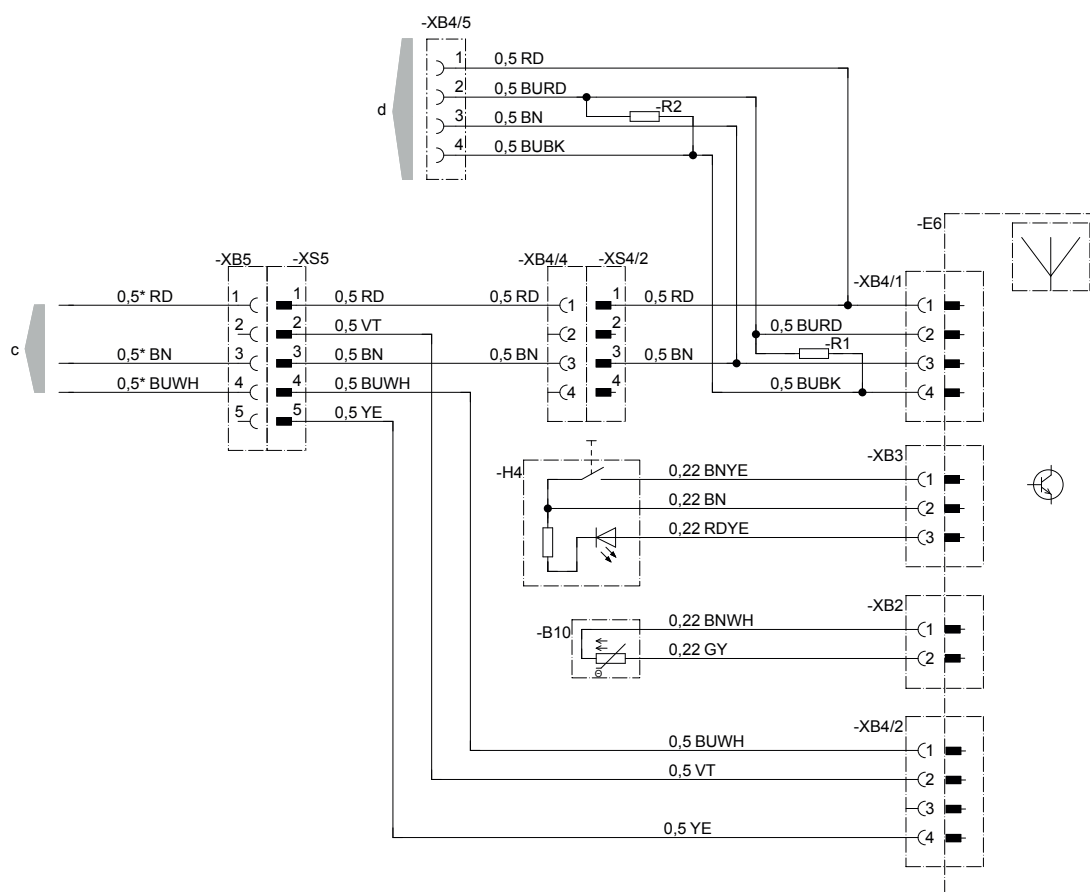 -XB4/5
1 0,5 RD
2 0,5 BURD
d
-R2
3 0,5 BN
4 0,5 BUBK
-E6
-XB5 -XS5 -XB4/4 -XS4/2
-XB4/1
0,5* RD 1 1 0,5 RD 0,5 RD 1 1 0,5 RD 1
2 2 0,5 VT 2 2 0,5 BURD 2
c
-R1
0,5* BN 3 3 0,5 BN 0,5 BN 3 3 0,5 BN 3
0,5* BUWH 4 4 0,5 BUWH 4 4 0,5 BUBK 4
5 5 0,5 YE
-XB3
-H4
0,22 BNYE 1
0,22 BN 2
0,22 RDYE 3
-XB2
-B10
0,22 BNWH 1
0,22 GY 2
-XB4/2
0,5 BUWH 1
0,5 VT 2
3
0,5 YE 4